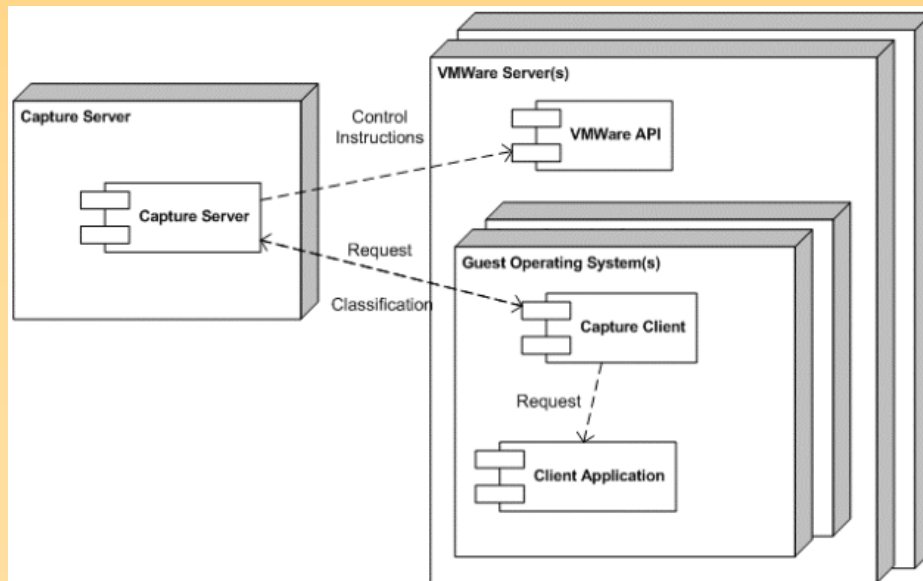 VMWare Server(s)
Capture Server
Control
Instructions
VMWare API
Capture Server
Request
Classification
Guest Operating System(s)
Capture Client
Request
Client Application